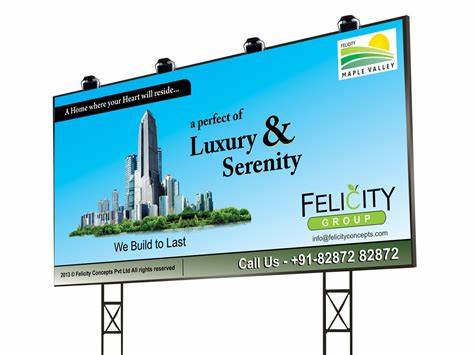 FELICITY
MAPLE VALLEY
A Home where your Heart will reside...
a perfect of
Luxury &
Serenity
FELICITY
GROUP
info@felicityconcepts.com
We Build to Last
2013 © Felicity Concepts Pvt Ltd All rights reserved
Call Us - +91-82872 82872